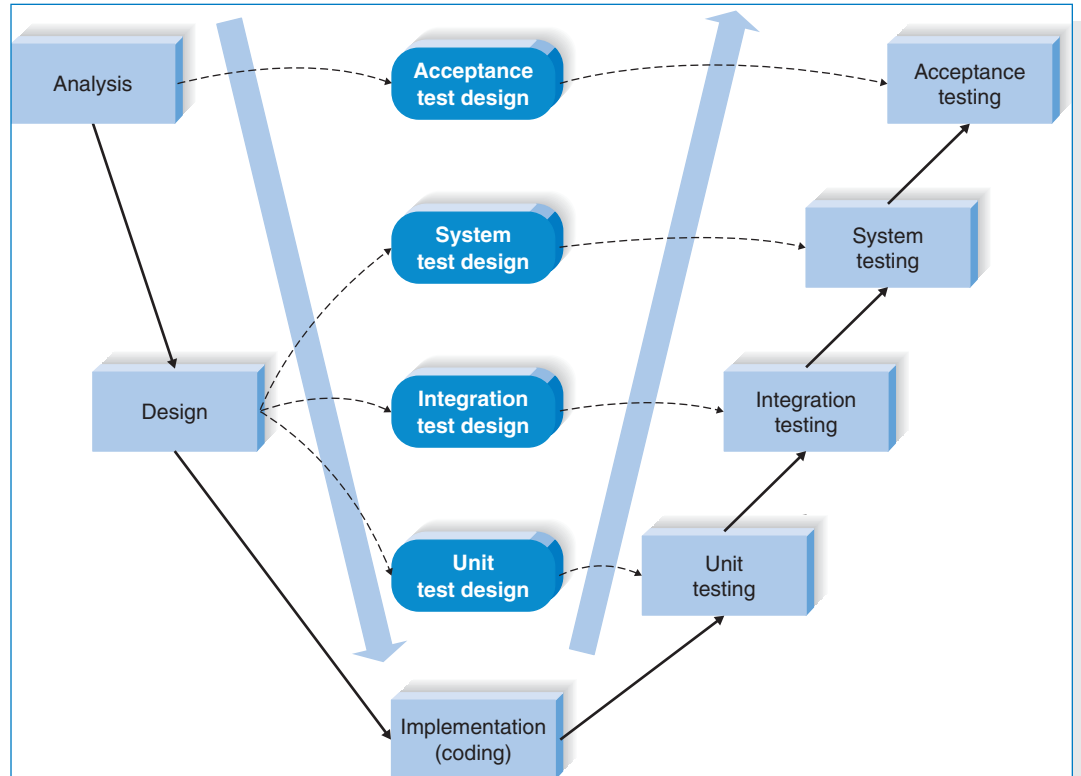 Analysis
Acceptance
test design
Acceptance
testing
System
test design
System
testing
Design
Integration
test design
Integration
testing
Unit
test design
Unit
testing
Implementation
(coding)